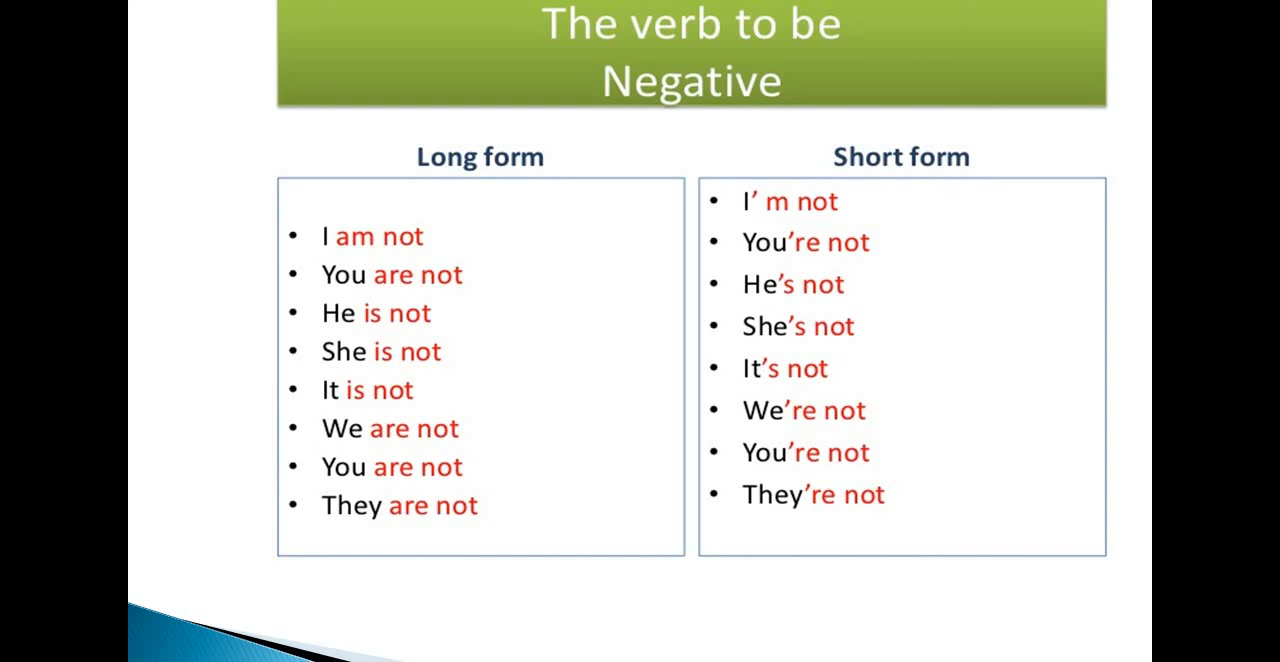 The verb to be
Negative
Long form
• I am not
• You are not
• He is not
• She is not
• It is not
• We are not
• You are not
• They are not
Short form
• I’ m not
• You’re not
• He’s not
• She’s not
• It’s not
• We’re not
• You’re not
• They’re not